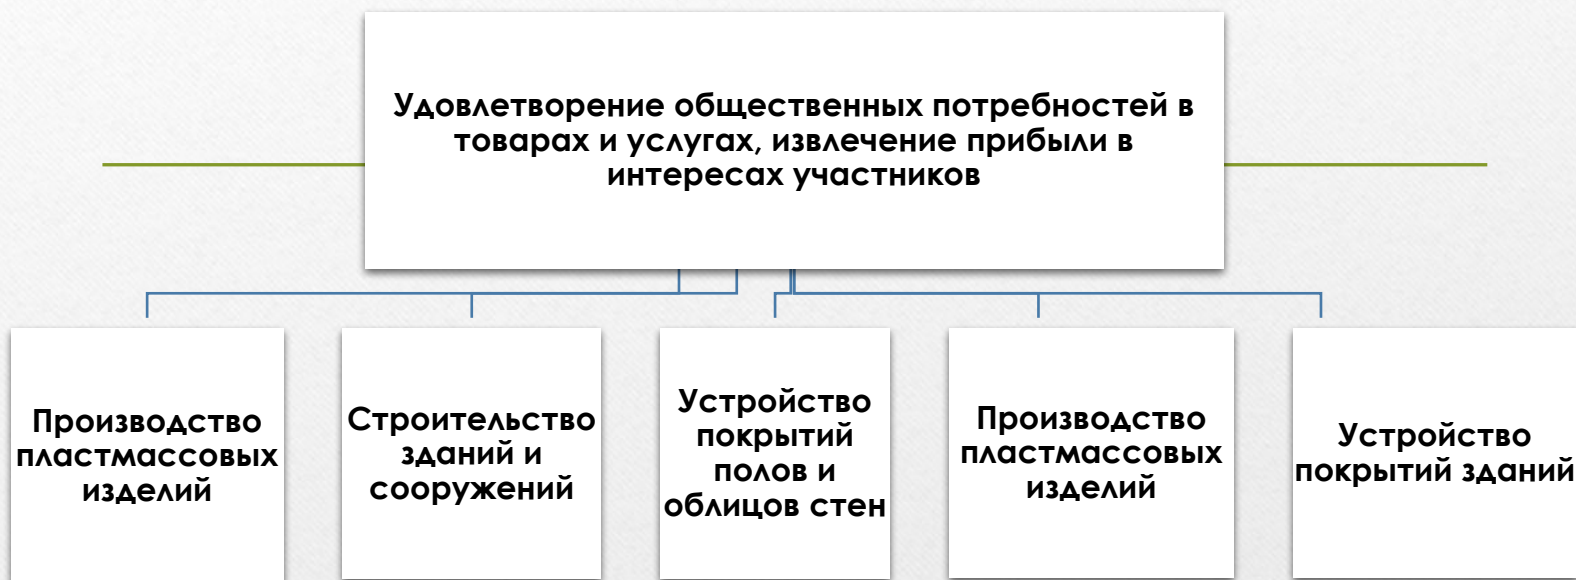 Удовлетворение общественных потребностей в
товарах и услугах, извлечение прибыли в
интересах участников
Производство
пластмассовых
изделий
Строительство
зданий и
сооружений
Устройство
покрытий
полов и
облицов стен
Производство
пластмассовых
изделий
Устройство
покрытий зданий